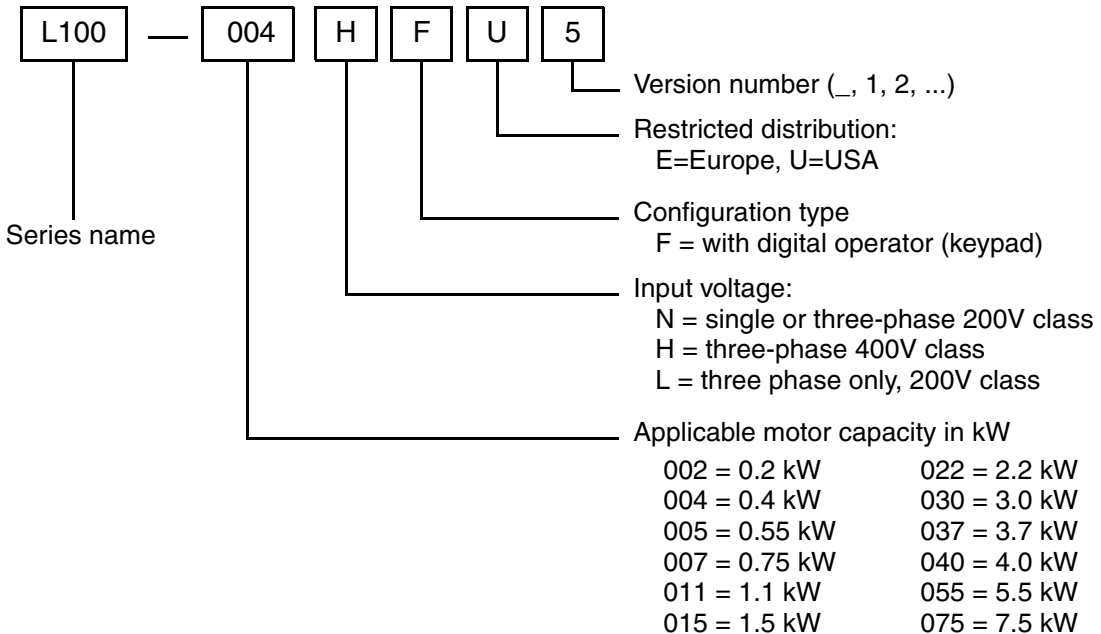 L100 — 004 H F U 5
Version number (_, 1, 2, ...)
Restricted distribution:
E=Europe, U=USA
Series name
Configuration type
F = with digital operator (keypad)
Input voltage:
N = single or three-phase 200V class
H = three-phase 400V class
L = three phase only, 200V class
Applicable motor capacity in kW
002 = 0.2 kW 022 = 2.2 kW
004 = 0.4 kW 030 = 3.0 kW
005 = 0.55 kW 037 = 3.7 kW
007 = 0.75 kW 040 = 4.0 kW
011 = 1.1 kW 055 = 5.5 kW
015 = 1.5 kW 075 = 7.5 kW